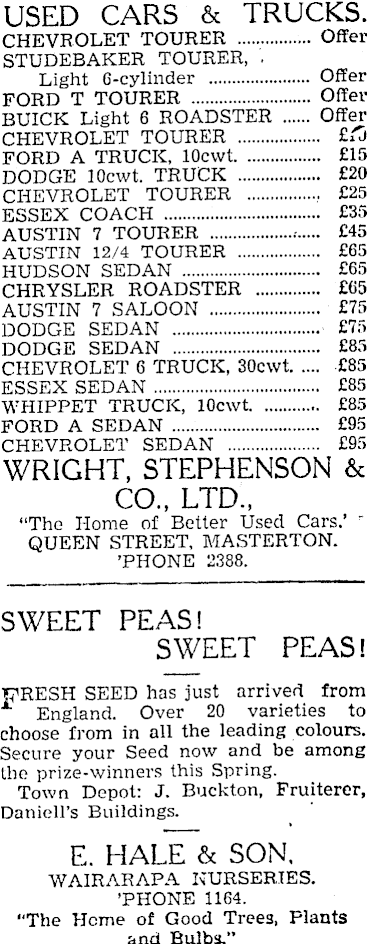 USED CARS & TRUCKS.
CHEVROLET TOURER ................ Offer
STUDEBAKER TOURER,
Light 6-cylinder .................... Offer
FORD T TOURER ...................... Offer
BUICK Light 6 ROADSTER ...... Offer
CHEVROLET TOURER ................
FORD A TRUCK, 10cwt. ............... £15
DODGE 10cwt. TRUCK ................ £20
CHEVROLET TOURER ................ £25
ESSEX COACH ........................... £35
AUSTIN 7 TOURER .................... £45
AUSTIN 12/4 TOURER ................ £65
HUDSON SEDAN ........................ £65
CHRYSLER ROADSTER .............. £65
AUSTIN 7 SALOON .................... £75
DODGE SEDAN ......................... £75
DODGE SEDAN ......................... £85
CHEVROLET 6 TRUCK, 30cwt. .... £85
ESSEX SEDAN ............................ £85
WHIPPET TRUCK, 10cwt. ............ £85
FORD A SEDAN ......................... £95
CHEVROLET SEDAN .................. £95
WRIGHT, STEPHENSON &
CO., LTD.,
"The Home of Better Used Cars.'
QUEEN STREET, MASTERTON.
'PHONE 2388.
SWEET PEAS!
SWEET PEAS!
FRESH SEED has just arrived from
England. Over 20 varieties to
choose from in all the leading colours.
Secure your Seed now and be among
the prize-winners this Spring.
Town Depot: J. Buckton, Fruiterer,
Daniell's Buildings.
E. HALE & SON,
WAIRARAPA NURSERIES.
'PHONE 1164.
"The Home of Good Trees, Plants
and Bulbs."